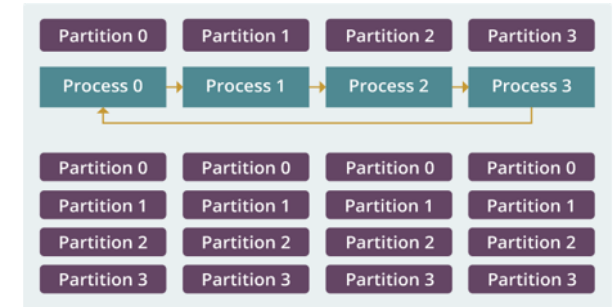 Partition 0 Partition 1 Partition 2 Partition 3
Process 0 Process 1 Process 2 Process 3
Partition 0 Partition 0 Partition 0 Partition 0
Partition 1 Partition 1 Partition 1 Partition 1
Partition 2 Partition 2 Partition 2 Partition 2
Partition 3 Partition 3 Partition 3 Partition 3